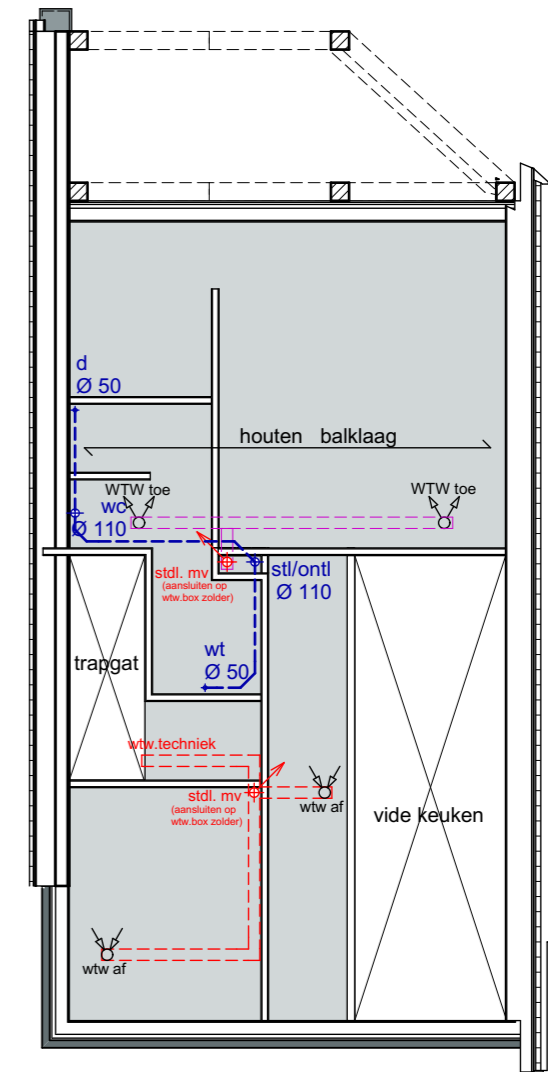 d
Ø 50
houten balklaag
WTW toe
WTW toe
wc
Ø 110
stdl. mv
(aansluiten op
wtw.box zolder)
stl/ontl
Ø 110
wt
Ø 50
trapgat
wtw.techniek
stdl. mv
(aansluiten op
wtw.box zolder)
wtw af
vide keuken
wtw af